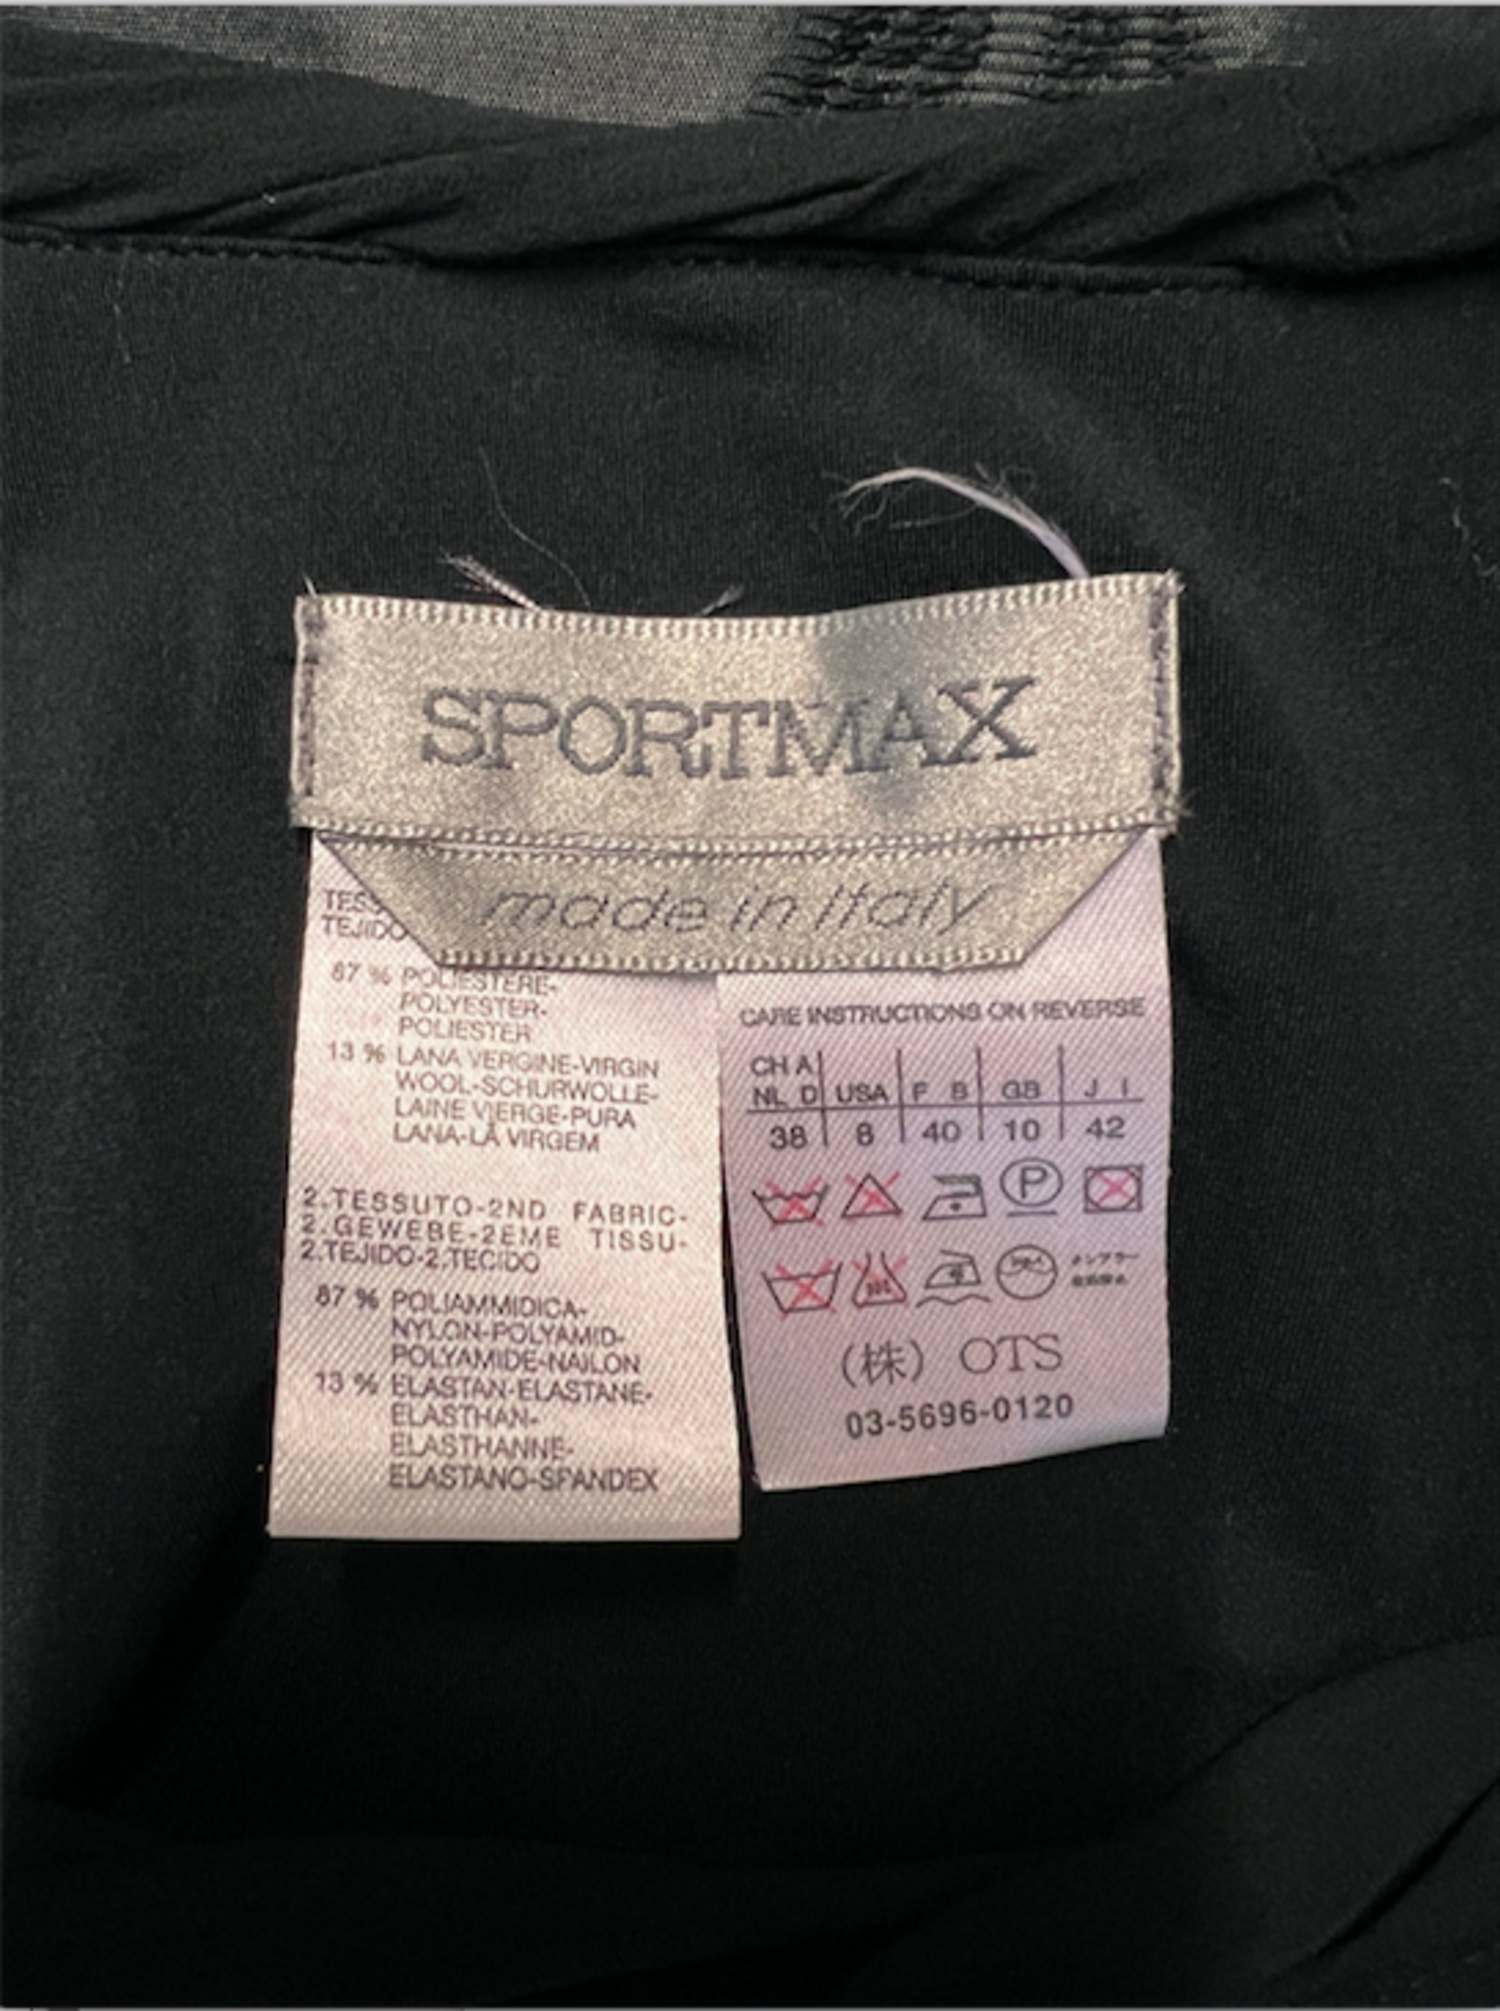 SPORTMAX
made in Italy
TEJIDO
87 % POLIESTERE-
POLYESTER-
POLIESTER
13 % LANA VERGINE-VIRGIN
WOOL-SCHURWOLLE-
LAINE VIERGE-PURA
LANA-LÃ VIRGEM
2.TESSUTO-2ND FABRIC-
2.GEWEBE-2EME TISSU-
2.TEJIDO-2.TECIDO
87 % POLIAMMIDICA-
NYLON-POLYAMID-
POLYAMIDE-NAILON
13 % ELASTAN-ELASTANE-
ELASTHAN-
ELASTHANNE-
ELASTANO-SPANDEX
CARE INSTRUCTIONS ON REVERSE
CH A
NL D USA F B GB J I
38 8 40 10 42
P
(株) OTS
03-5696-0120